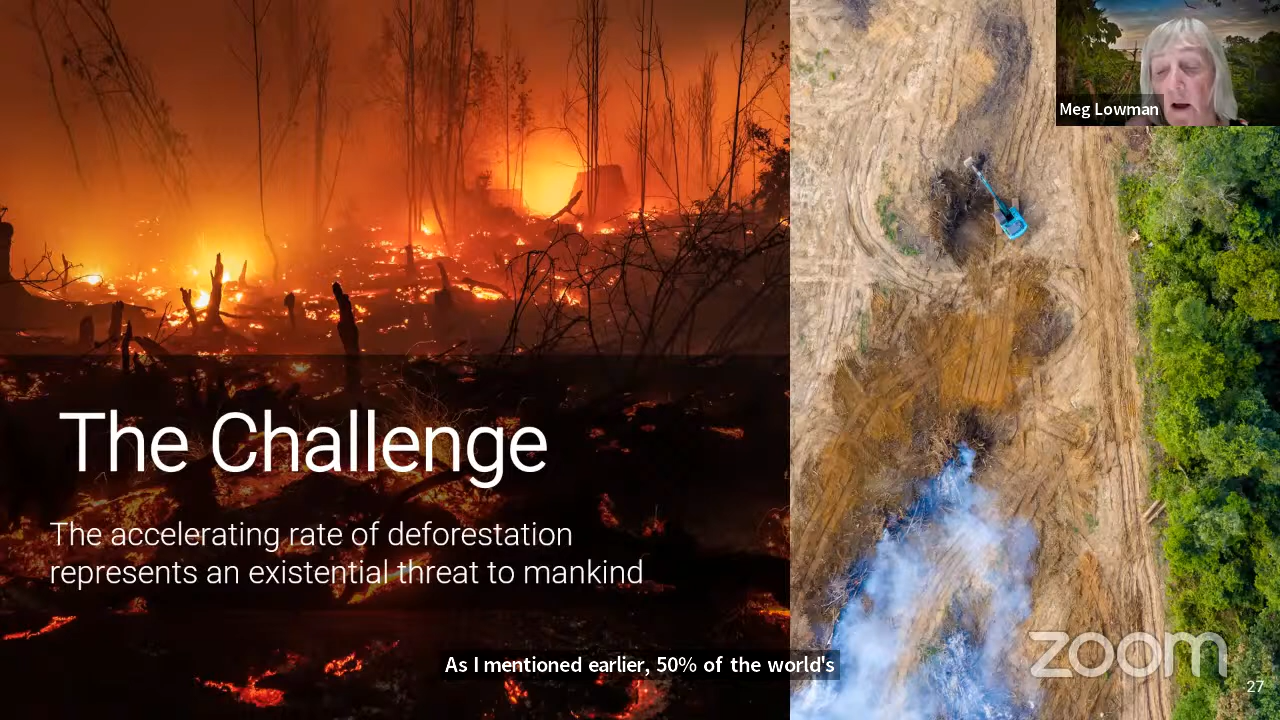 Meg Lowman
The Challenge
The accelerating rate of deforestation
represents an existential threat to mankind
As I mentioned earlier, 50% of the world's
zoom
27